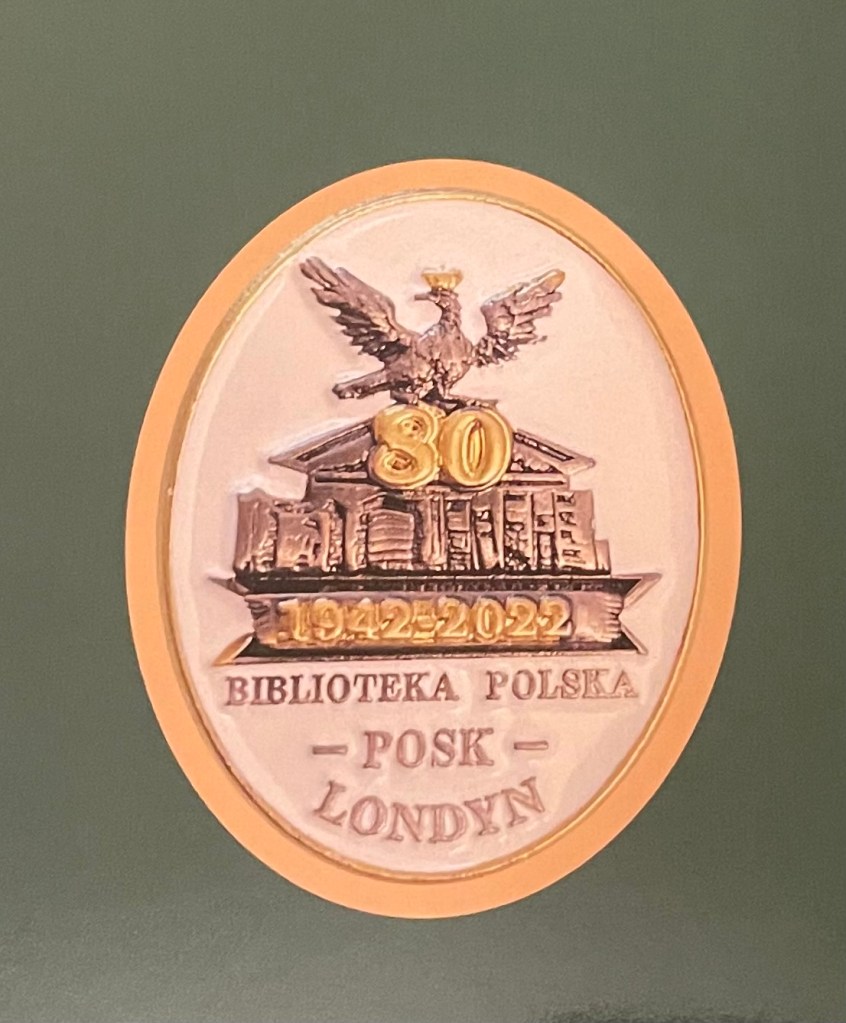 80
1942-2022
BIBLIOTEKA POLSKA
– POSK –
LONDYN